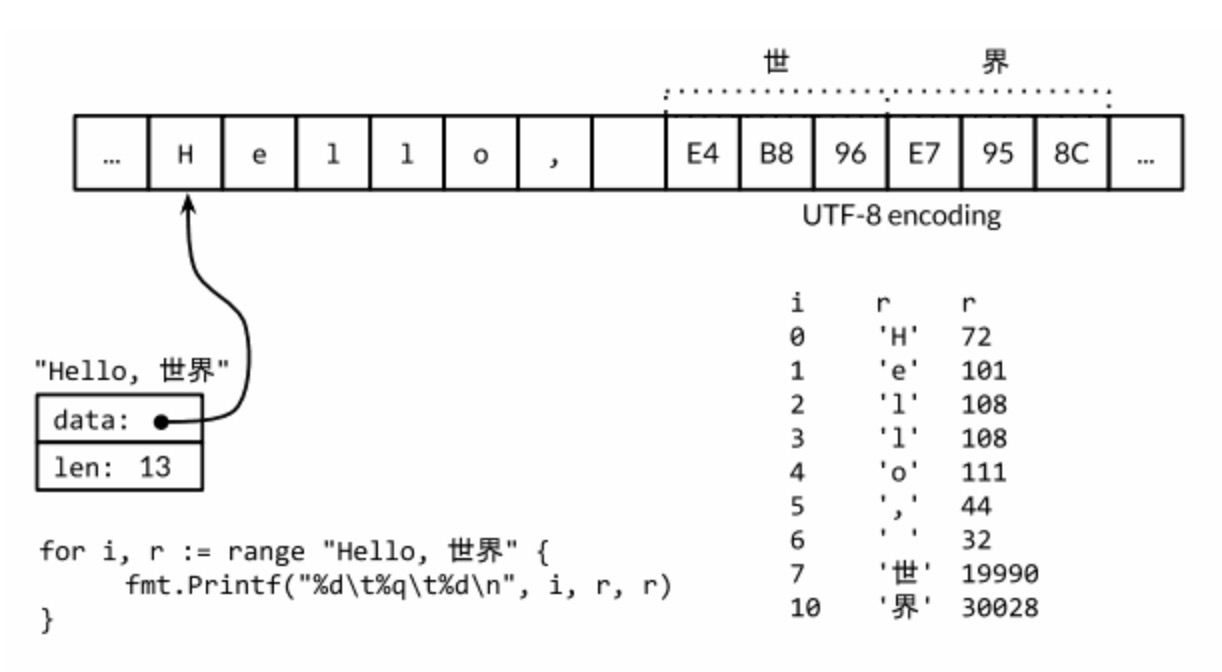 世 界
… H e l l o , E4 B8 96 E7 95 8C …
UTF-8 encoding
"Hello, 世界"
data:
len: 13
for i, r := range "Hello, 世界" {
fmt.Printf("%d\t%q\t%d\n", i, r, r)
}
i r r
0 'H' 72
1 'e' 101
2 'l' 108
3 'l' 108
4 'o' 111
5 ',' 44
6 ' ' 32
7 '世' 19990
10 '界' 30028